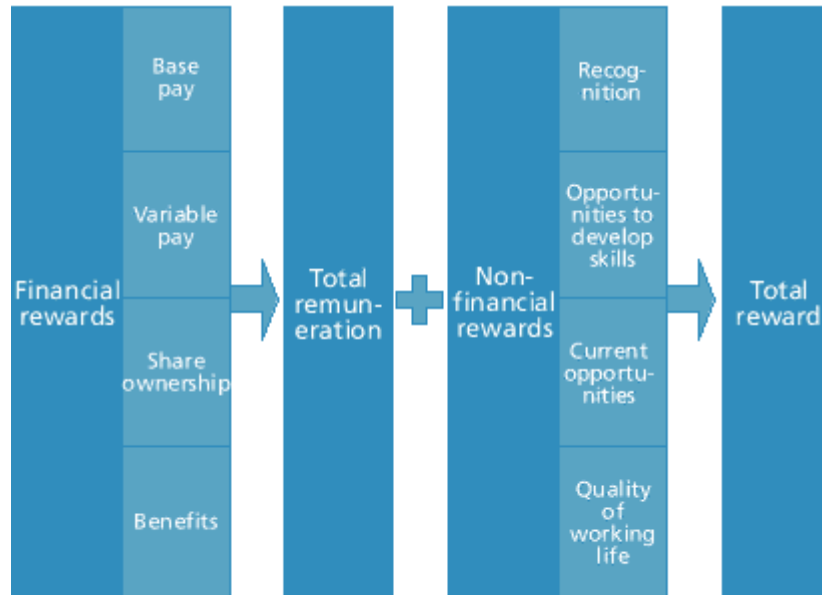 Financial
rewards
Base
pay
Variable
pay
Share
ownership
Benefits
Total
remun-
eration
Non-
financial
rewards
Recog-
nition
Opportu-
nities to
develop
skills
Current
opportu-
nities
Quality
of
working
life
Total
reward